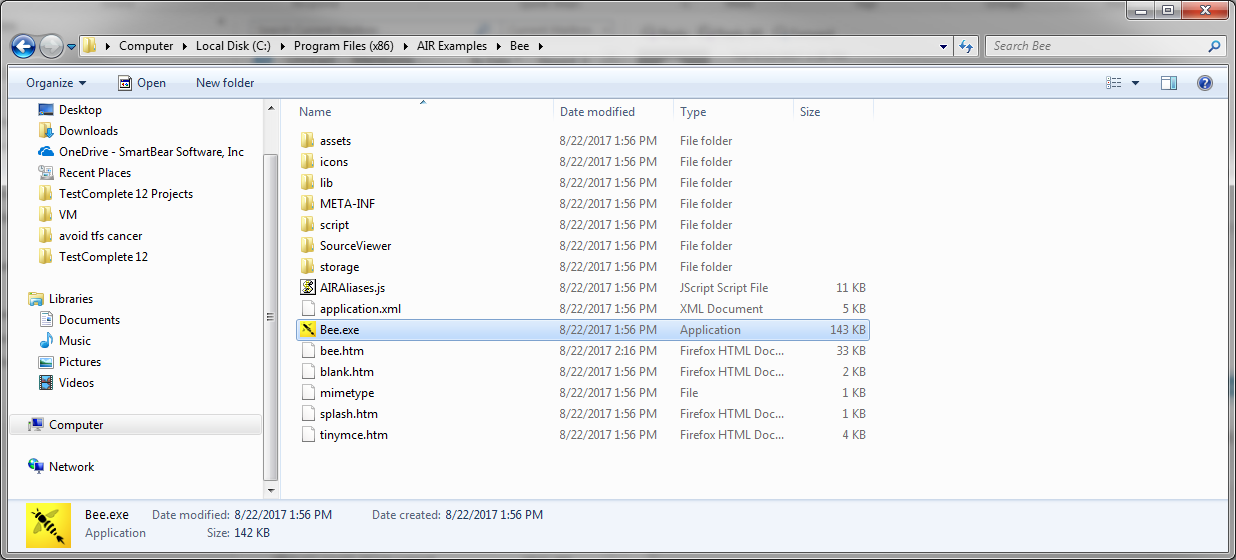 Computer Local Disk (C:) Program Files (x86) AIR Examples Bee Search Bee
Organize Open New folder
Desktop
Downloads
OneDrive - SmartBear Software, Inc
Recent Places
TestComplete 12 Projects
VM
avoid tfs cancer
TestComplete 12
Libraries
Documents
Music
Pictures
Videos
Computer
Network
Name Date modified Type Size
assets 8/22/2017 1:56 PM File folder
icons 8/22/2017 1:56 PM File folder
lib 8/22/2017 1:56 PM File folder
META-INF 8/22/2017 1:56 PM File folder
script 8/22/2017 1:56 PM File folder
SourceViewer 8/22/2017 1:56 PM File folder
storage 8/22/2017 1:56 PM File folder
AIRAliases.js 8/22/2017 1:56 PM JScript Script File 11 KB
application.xml 8/22/2017 1:56 PM XML Document 5 KB
Bee.exe 8/22/2017 1:56 PM Application 143 KB
bee.htm 8/22/2017 2:16 PM Firefox HTML Doc... 33 KB
blank.htm 8/22/2017 1:56 PM Firefox HTML Doc... 2 KB
mimetype 8/22/2017 1:56 PM File 1 KB
splash.htm 8/22/2017 1:56 PM Firefox HTML Doc... 1 KB
tinymce.htm 8/22/2017 1:56 PM Firefox HTML Doc... 4 KB
Bee.exe Date modified: 8/22/2017 1:56 PM Date created: 8/22/2017 1:56 PM
Application Size: 142 KB